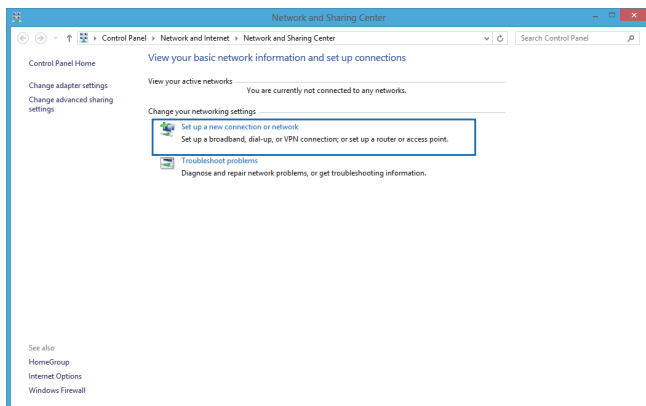 Network and Sharing Center
Control Panel ▸ Network and Internet ▸ Network and Sharing Center
Search Control Panel
Control Panel Home
Change adapter settings
Change advanced sharing
settings
View your basic network information and set up connections
View your active networks
You are currently not connected to any networks.
Change your networking settings
Set up a new connection or network
Set up a broadband, dial-up, or VPN connection; or set up a router or access point.
Troubleshoot problems
Diagnose and repair network problems, or get troubleshooting information.
See also
HomeGroup
Internet Options
Windows Firewall